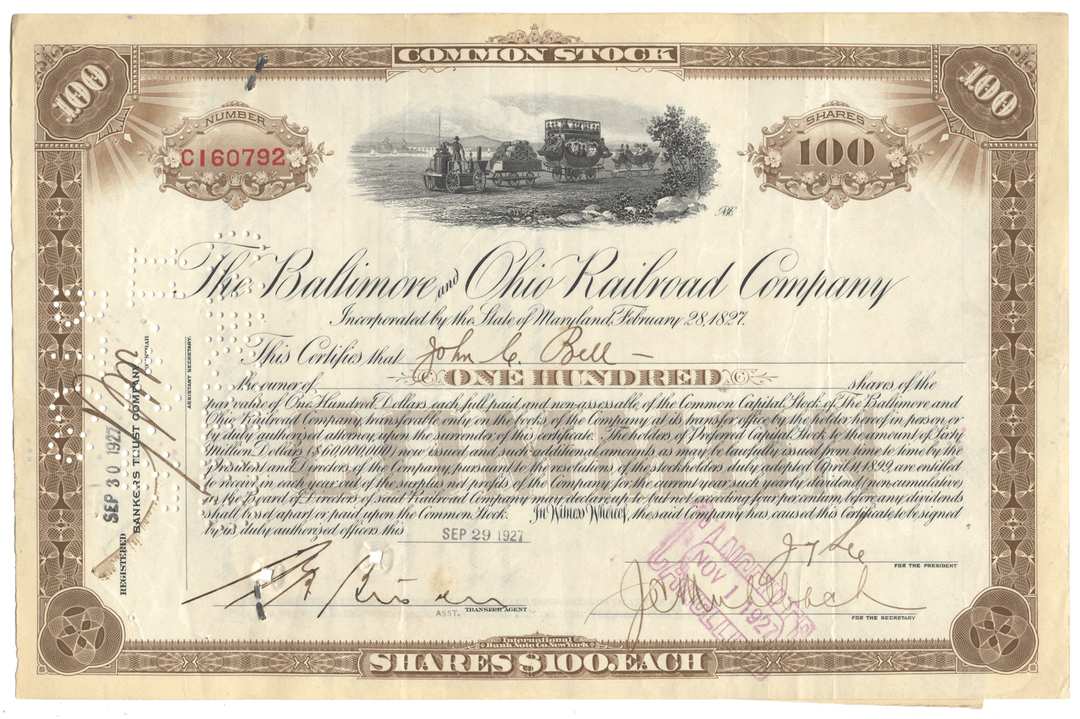 COMMON STOCK
100
100
NUMBER
C160792
SHARES
100
The Baltimore and Ohio Railroad Company
Incorporated by the State of Maryland, February 28, 1827.
This Certifies that John C. Bell
is owner of ONE HUNDRED shares of the
par value of One Hundred Dollars each, full paid and non-assessable, of the Common Capital Stock of The Baltimore and
Ohio Railroad Company, transferable only on the books of the Company at its transfer office by the holder hereof in person or
by duly authorized attorney, upon the surrender of this certificate. The holders of Preferred Capital Stock to the amount of Sixty
Million Dollars ($60,000,000) now issued and such additional amounts as may be lawfully issued from time to time by the
President and Directors of the Company, pursuant to the resolutions of the stockholders duly adopted April 11, 1899, are entitled
to receive in each year out of the surplus and profits of the Company for the current year such yearly dividend (non-cumulative)
as the Board of Directors of said Railroad Company may declare, up to but not exceeding four per centum, before any dividends
shall be set apart or paid upon the Common Stock. In Witness Whereof, the said Company has caused this Certificate to be signed
by its duly authorized officers this SEP 29 1927
FOR THE PRESIDENT
ASST. TRANSFER AGENT
FOR THE SECRETARY
REGISTERED SEP 30 1927
BANKERS TRUST COMPANY
ASSISTANT SECRETARY.
NOV 1 1927
International
Bank Note Co. New York
SHARES $100. EACH